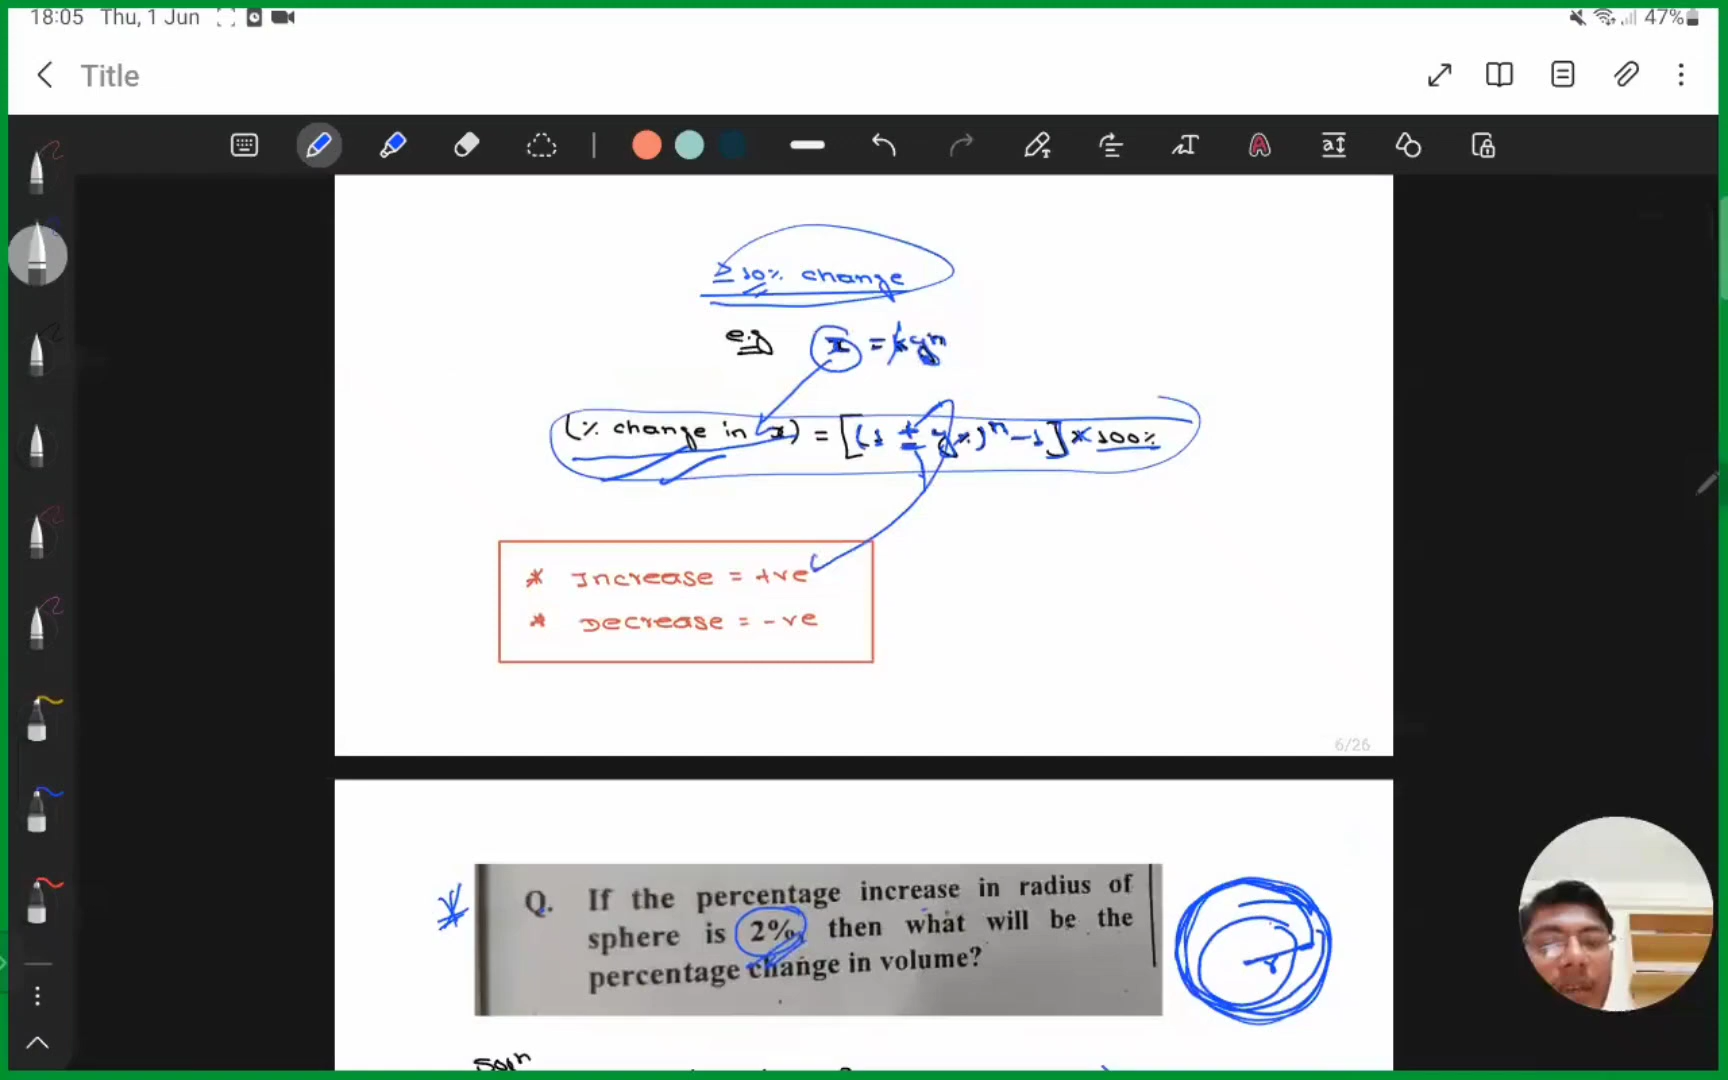 18:05 Thu, 1 Jun
47%
Title
≥ 10% change
e.g x = kyⁿ
(% change in x) = [(1 ± y%)ⁿ - 1] × 100%
* Increase = +ve
* Decrease = -ve
6/26
Q. If the percentage increase in radius of
sphere is 2%, then what will be the
percentage change in volume?
r
Soln